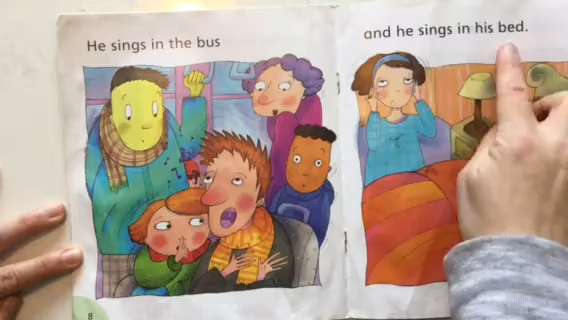 He sings in the bus
and he sings in his bed.
8